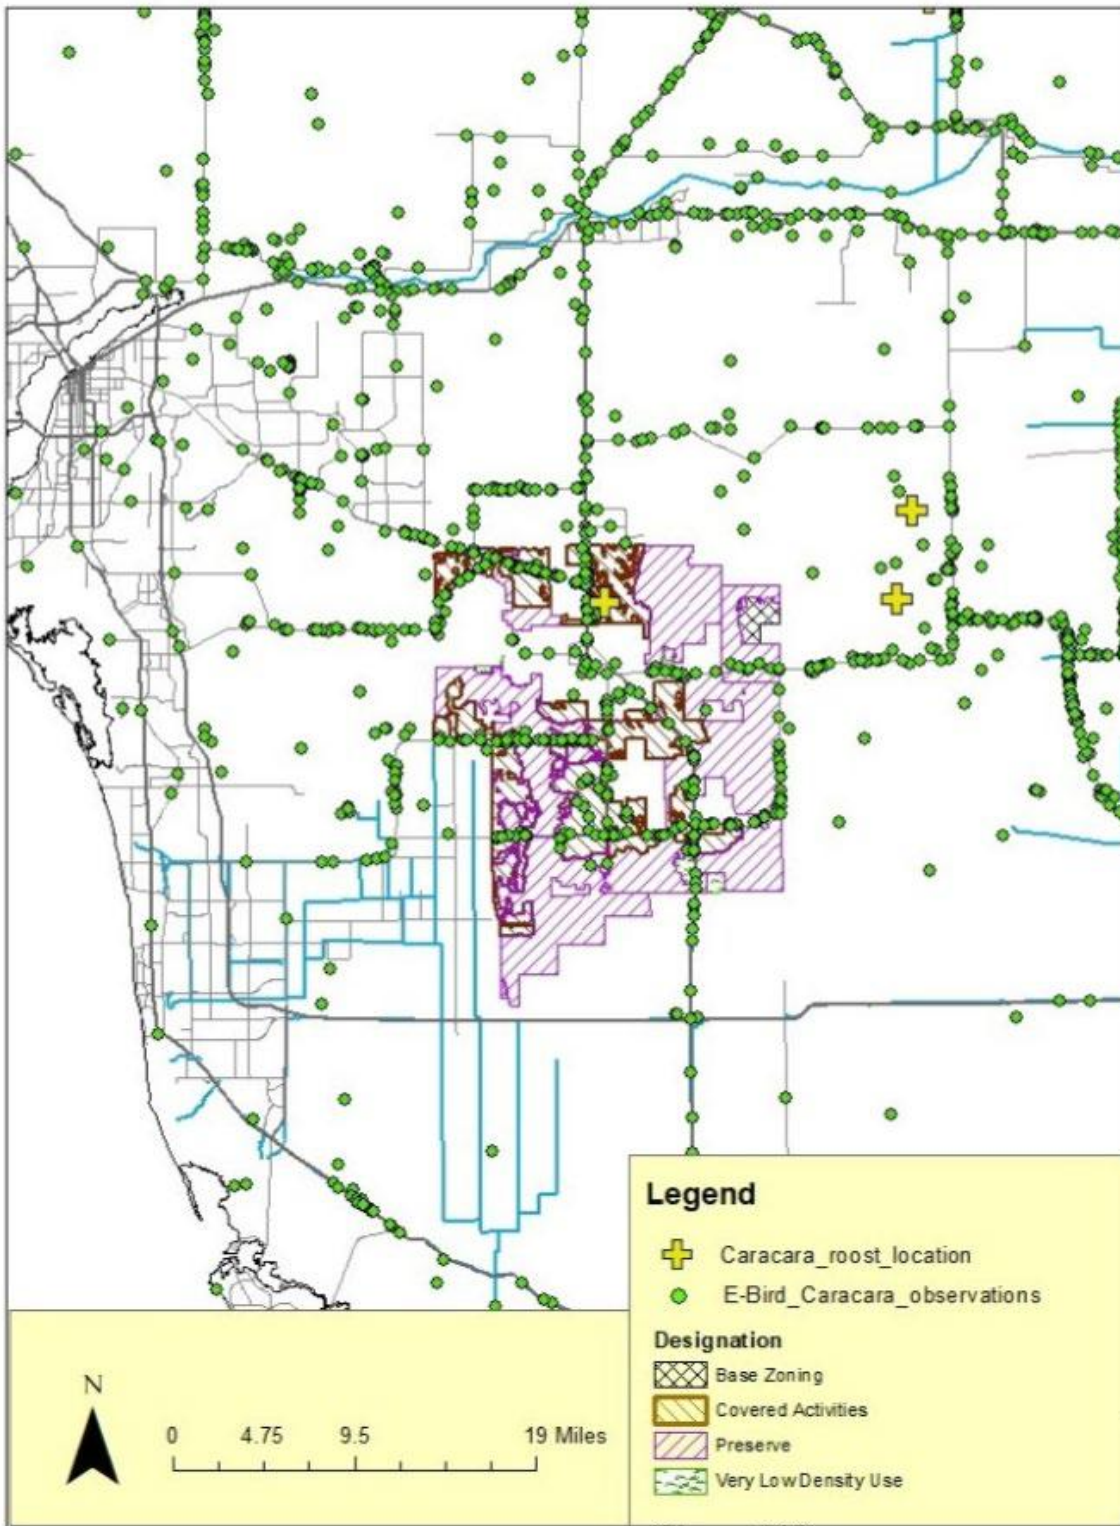 Legend
Caracara_roost_location
E-Bird_Caracara_observations
Designation
Base Zoning
Covered Activities
Preserve
Very Low Density Use
N
0 4.75 9.5 19 Miles